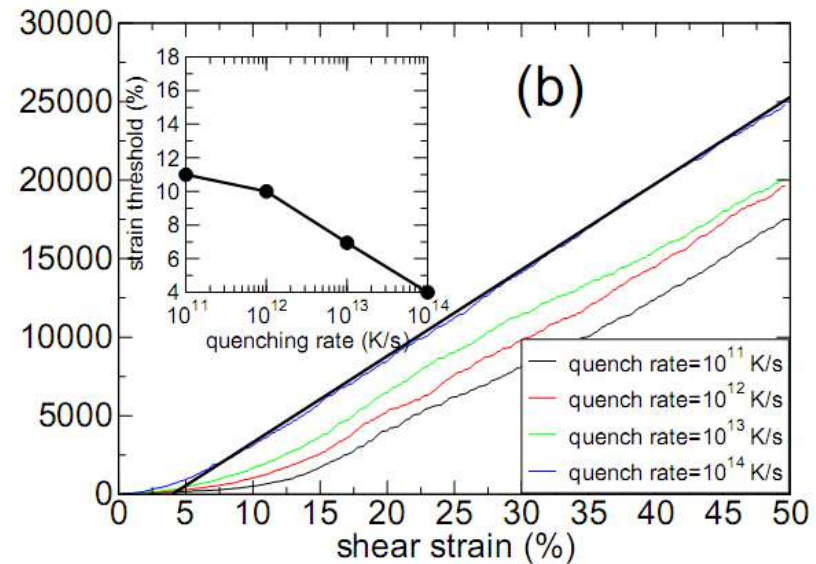 30000
25000
20000
15000
10000
5000
0
0 5 10 15 20 25 30 35 40 45 50
shear strain (%)
(b)
18
16
14
12
10
8
6
4
strain threshold (%)
10^11 10^12 10^13 10^14
quenching rate (K/s)
quench rate=10^11 K/s
quench rate=10^12 K/s
quench rate=10^13 K/s
quench rate=10^14 K/s